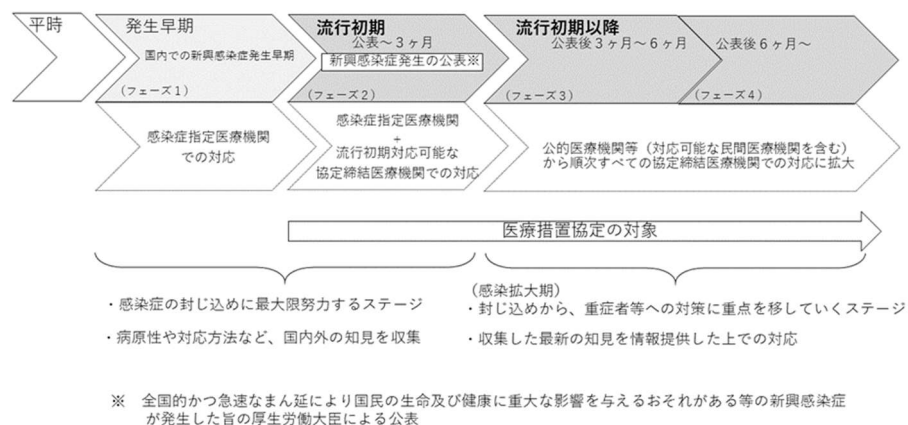 平時
発生早期
国内での新興感染症発生早期
(フェーズ1)
流行初期
公表～3ヶ月
新興感染症発生の公表※
(フェーズ2)
流行初期以降
公表後3ヶ月～6ヶ月
(フェーズ3)
公表後6ヶ月～
(フェーズ4)
感染症指定医療機関
での対応
感染症指定医療機関
+
流行初期対応可能な
協定締結医療機関での対応
公的医療機関等（対応可能な民間医療機関を含む）
から順次すべての協定締結医療機関での対応に拡大
医療措置協定の対象
・感染症の封じ込めに最大限努力するステージ
・病原性や対応方法など、国内外の知見を収集
（感染拡大期）
・封じ込めから、重症者等への対策に重点を移していくステージ
・収集した最新の知見を情報提供した上での対応
※　全国的かつ急速なまん延により国民の生命及び健康に重大な影響を与えるおそれがある等の新興感染症
が発生した旨の厚生労働大臣による公表